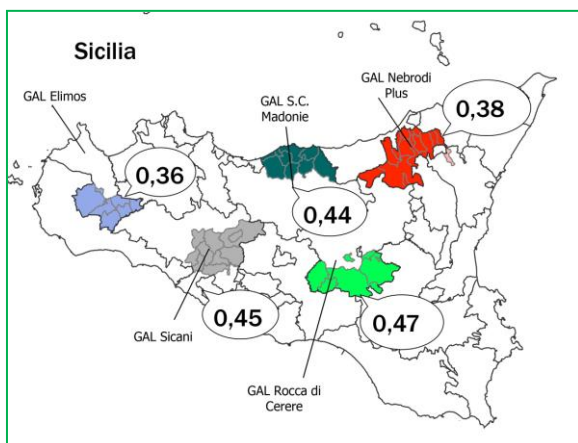 Sicilia
GAL Elimos
GAL S.C.
Madonie
GAL Nebrodi
Plus
0,38
0,36
0,44
0,45
0,47
GAL Sicani
GAL Rocca di
Cerere